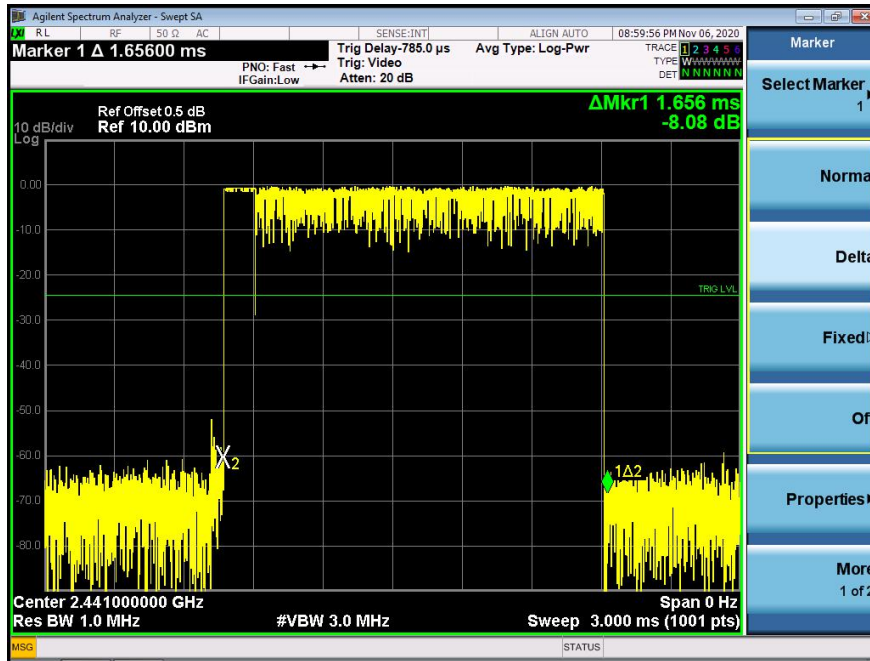 Agilent Spectrum Analyzer - Swept SA
LXI RL RF 50 Ω AC SENSE:INT ALIGN AUTO 08:59:56 PM Nov 06, 2020
Marker 1 Δ 1.65600 ms
PNO: Fast
IFGain:Low
Trig Delay-785.0 µs
Trig: Video
Atten: 20 dB
Avg Type: Log-Pwr
TRACE 1 2 3 4 5 6
TYPE WWWWWW
DET N N N N N N
Ref Offset 0.5 dB
10 dB/div Ref 10.00 dBm
Log
ΔMkr1 1.656 ms
-8.08 dB
0.00
-10.0
-20.0
TRIG LVL
-30.0
-40.0
-50.0
-60.0
2
1Δ2
-70.0
-80.0
Center 2.441000000 GHz Span 0 Hz
Res BW 1.0 MHz #VBW 3.0 MHz Sweep 3.000 ms (1001 pts)
MSG STATUS
Marker
Select Marker
1
Norma
Delta
Fixed
Of
Properties
More
1 of 2